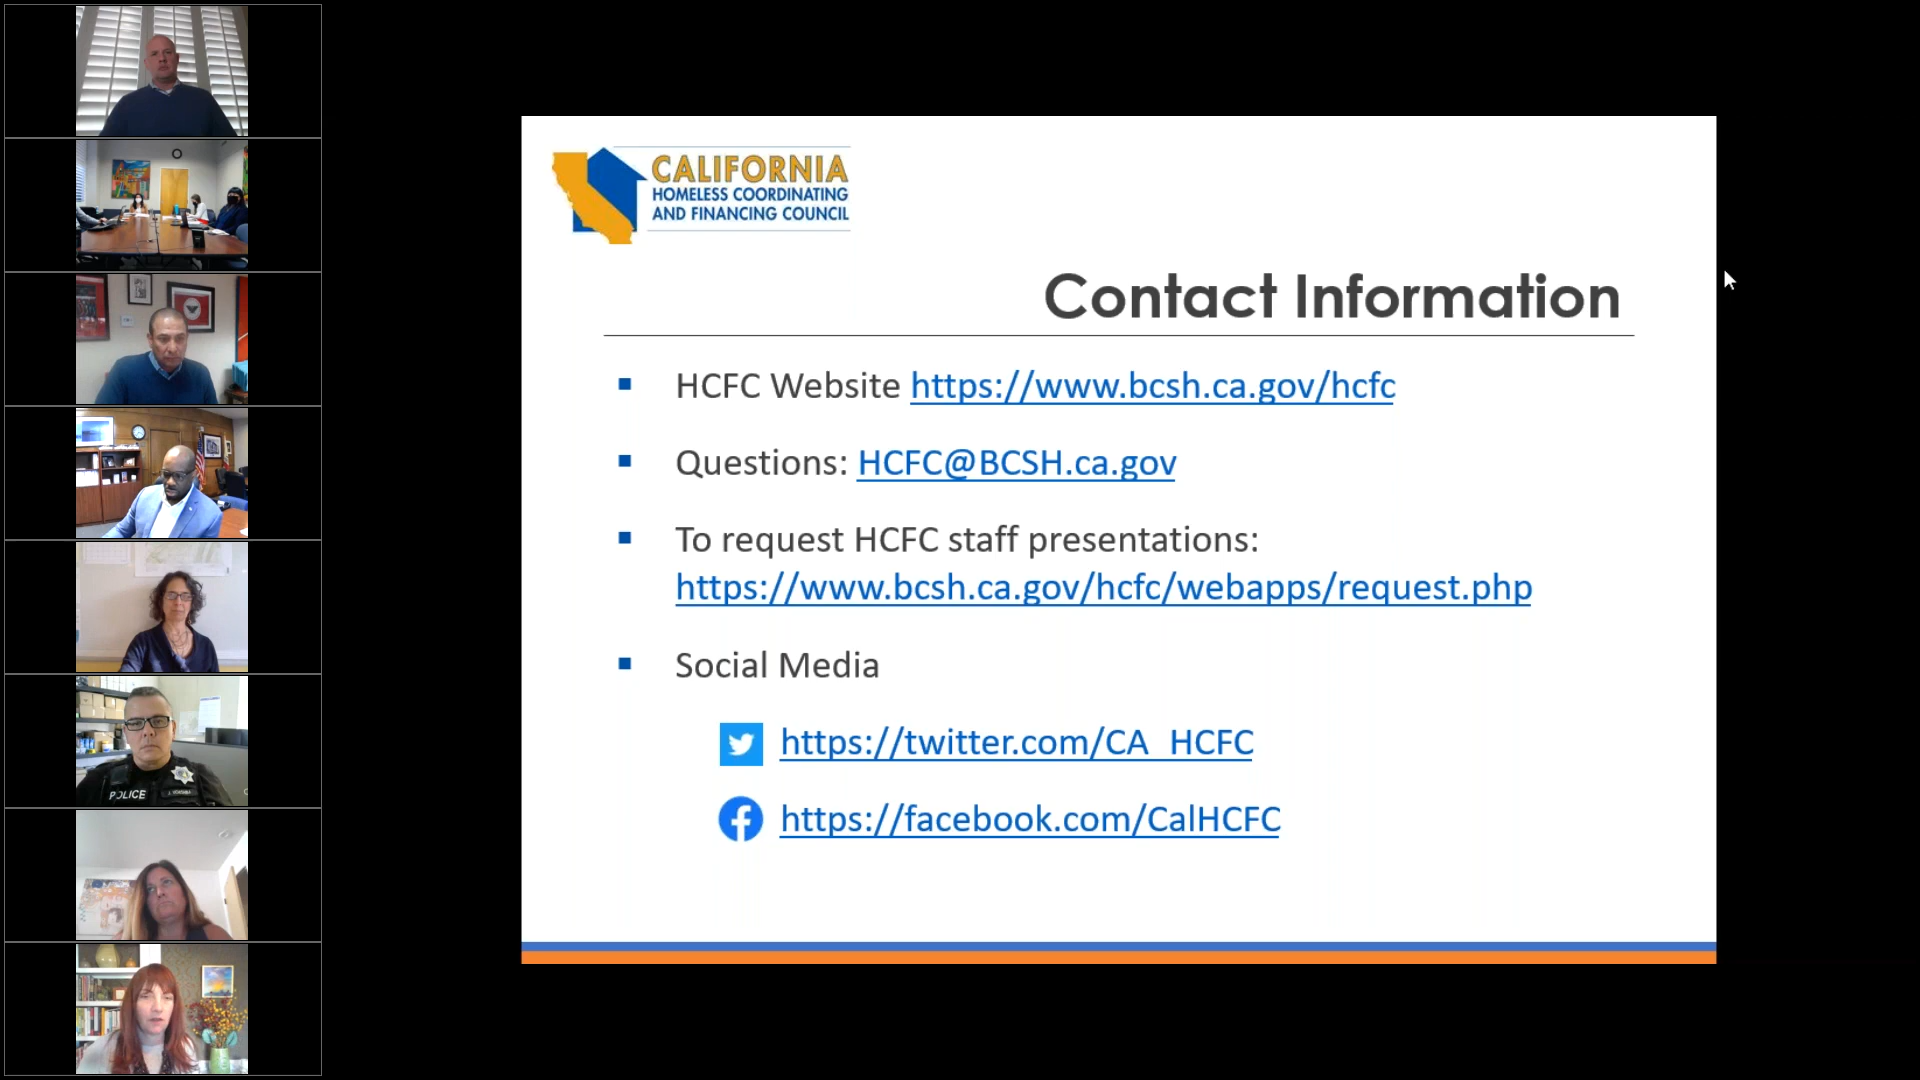 CALIFORNIA
HOMELESS COORDINATING
AND FINANCING COUNCIL
Contact Information
HCFC Website https://www.bcsh.ca.gov/hcfc
Questions: HCFC@BCSH.ca.gov
To request HCFC staff presentations:
https://www.bcsh.ca.gov/hcfc/webapps/request.php
Social Media
https://twitter.com/CA_HCFC
https://facebook.com/CalHCFC
POLICE